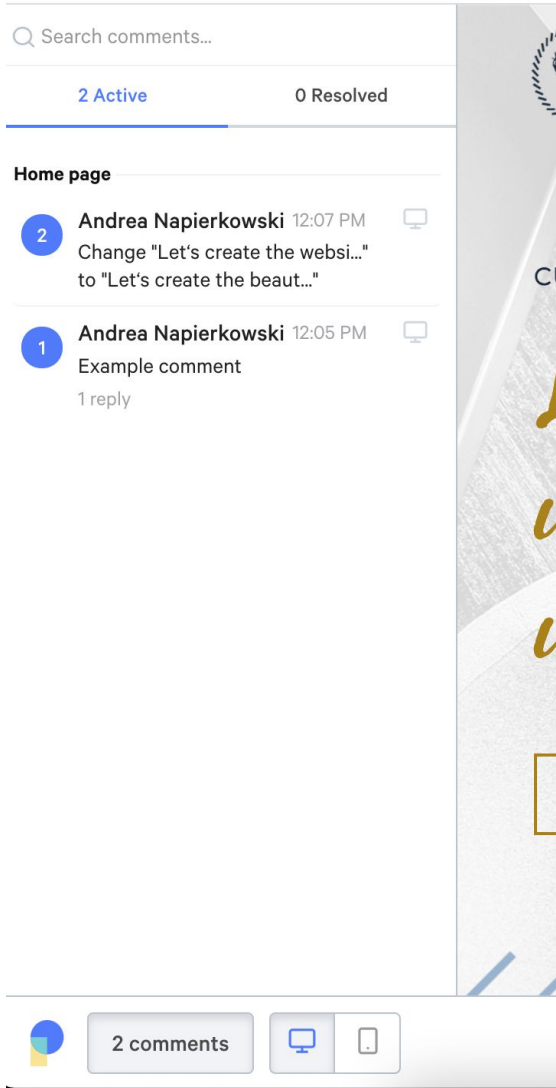 Search comments...
2 Active
0 Resolved
Home page
2
Andrea Napierkowski 12:07 PM
Change "Let‘s create the websi..."
to "Let‘s create the beaut..."
1
Andrea Napierkowski 12:05 PM
Example comment
1 reply
2 comments